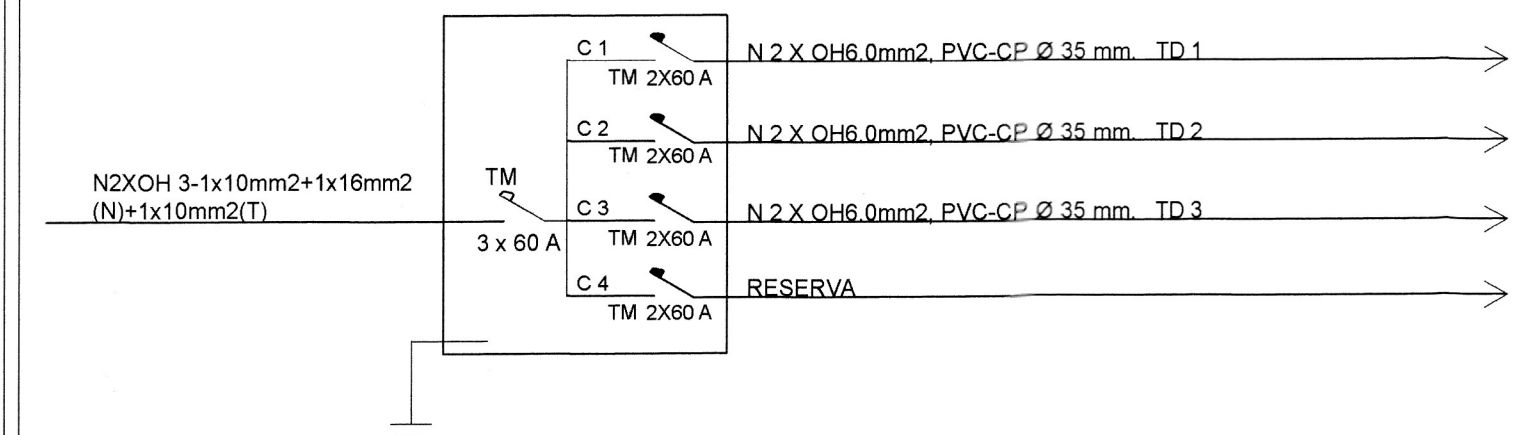 C 1
TM 2X60 A
N 2 X OH6.0mm2, PVC-CP Ø 35 mm. TD 1
C 2
TM 2X60 A
N 2 X OH6.0mm2, PVC-CP Ø 35 mm. TD 2
N2XOH 3-1x10mm2+1x16mm2
(N)+1x10mm2(T)
TM
3 x 60 A
C 3
TM 2X60 A
N 2 X OH6.0mm2, PVC-CP Ø 35 mm. TD 3
C 4
TM 2X60 A
RESERVA